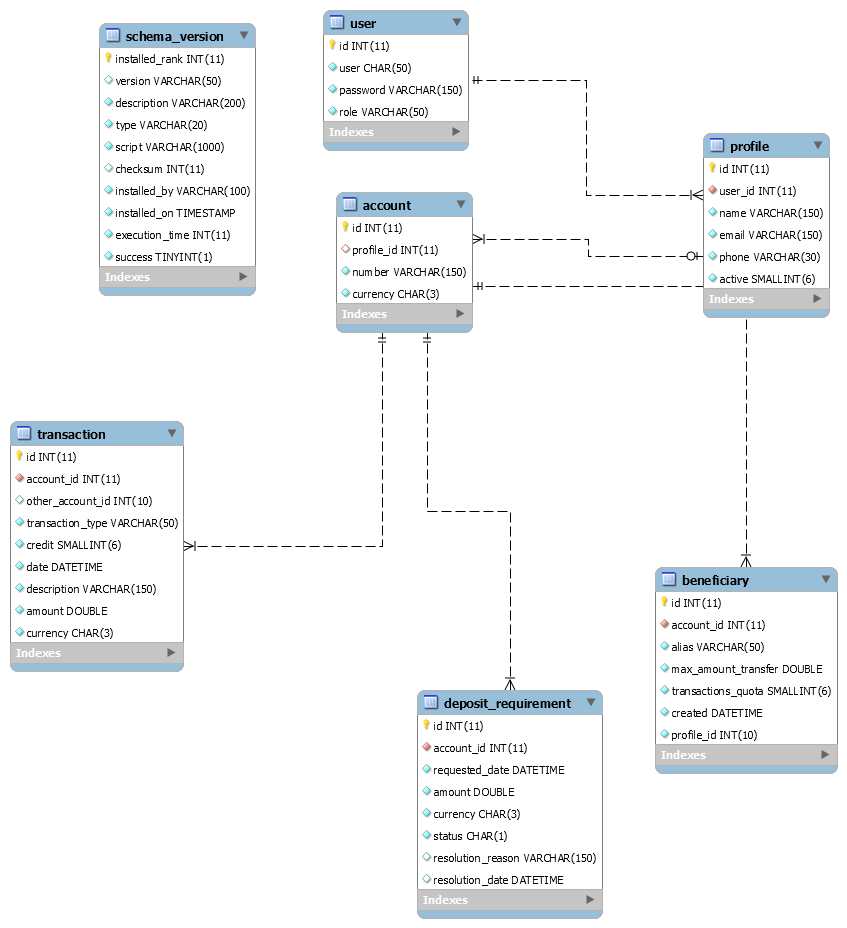 schema_version
installed_rank INT(11)
version VARCHAR(50)
description VARCHAR(200)
type VARCHAR(20)
script VARCHAR(1000)
checksum INT(11)
installed_by VARCHAR(100)
installed_on TIMESTAMP
execution_time INT(11)
success TINYINT(1)
Indexes
user
id INT(11)
user CHAR(50)
password VARCHAR(150)
role VARCHAR(50)
Indexes
profile
id INT(11)
user_id INT(11)
name VARCHAR(150)
email VARCHAR(150)
phone VARCHAR(30)
active SMALLINT(6)
Indexes
account
id INT(11)
profile_id INT(11)
number VARCHAR(150)
currency CHAR(3)
Indexes
transaction
id INT(11)
account_id INT(11)
other_account_id INT(10)
transaction_type VARCHAR(50)
credit SMALLINT(6)
date DATETIME
description VARCHAR(150)
amount DOUBLE
currency CHAR(3)
Indexes
beneficiary
id INT(11)
account_id INT(11)
alias VARCHAR(50)
max_amount_transfer DOUBLE
transactions_quota SMALLINT(6)
created DATETIME
profile_id INT(10)
Indexes
deposit_requirement
id INT(11)
account_id INT(11)
requested_date DATETIME
amount DOUBLE
currency CHAR(3)
status CHAR(1)
resolution_reason VARCHAR(150)
resolution_date DATETIME
Indexes